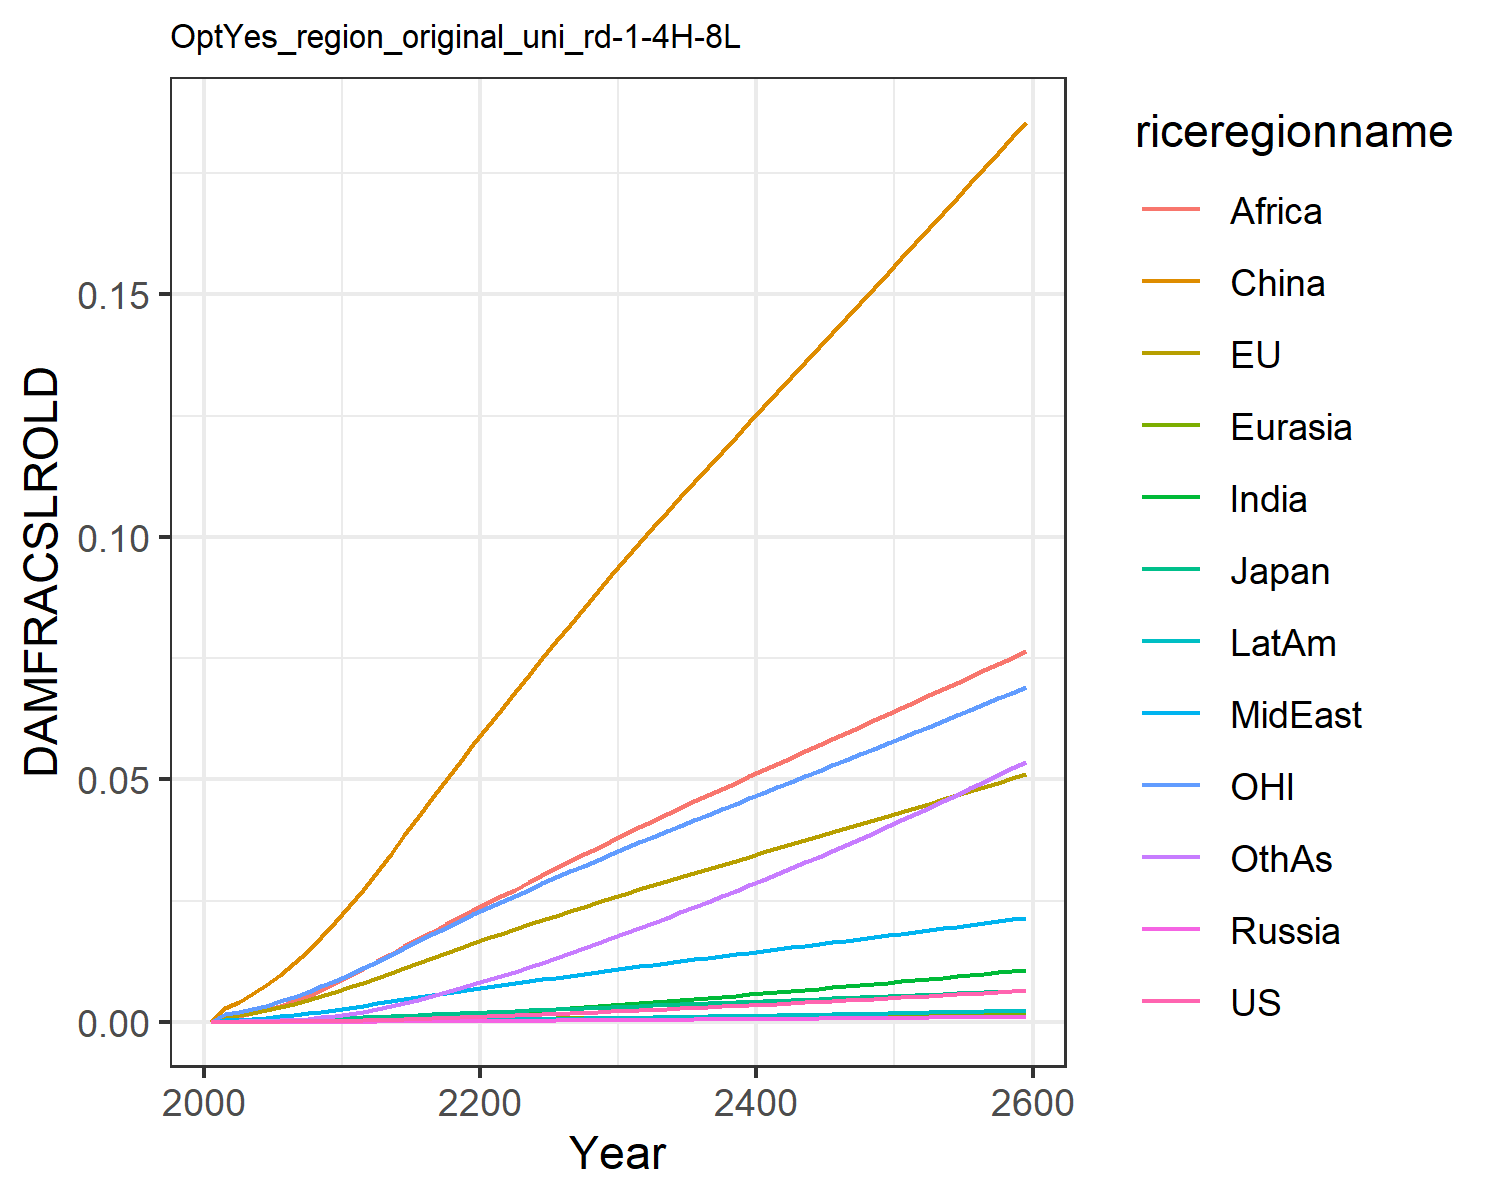 OptYes_region_original_uni_rd-1-4H-8L
DAMFRACSLROLD
0.15
0.10
0.05
0.00
2000
2200
2400
2600
Year
riceregionname
Africa
China
EU
Eurasia
India
Japan
LatAm
MidEast
OHI
OthAs
Russia
US